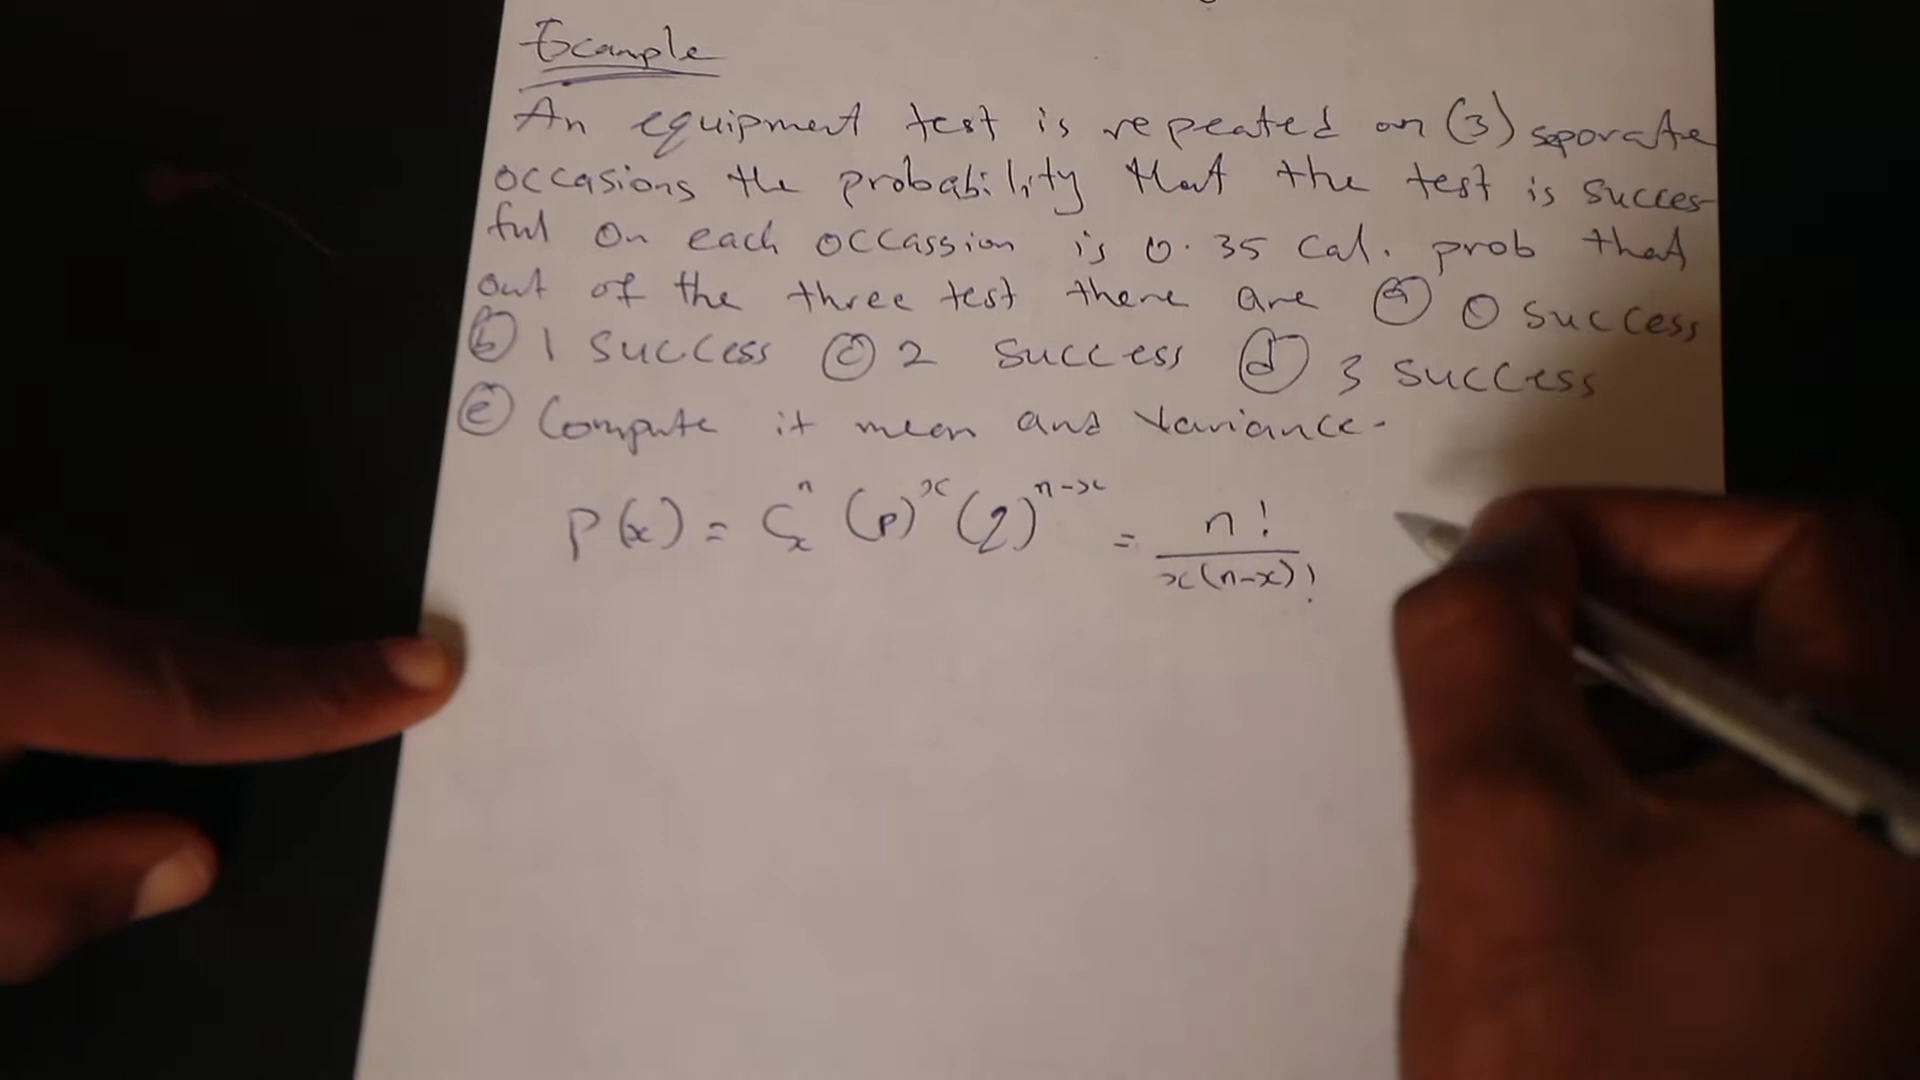 Example
An equipment test is repeated on (3) separate
occasions the probability that the test is succes-
ful on each occassion is 0.35 Cal. prob that
out of the three test there are (a) 0 success
(b) 1 success (c) 2 success (d) 3 success
(e) Compute it mean and Variance.
P(x) = C^n_x (p)^x (q)^{n-x} = n! / x(n-x)!